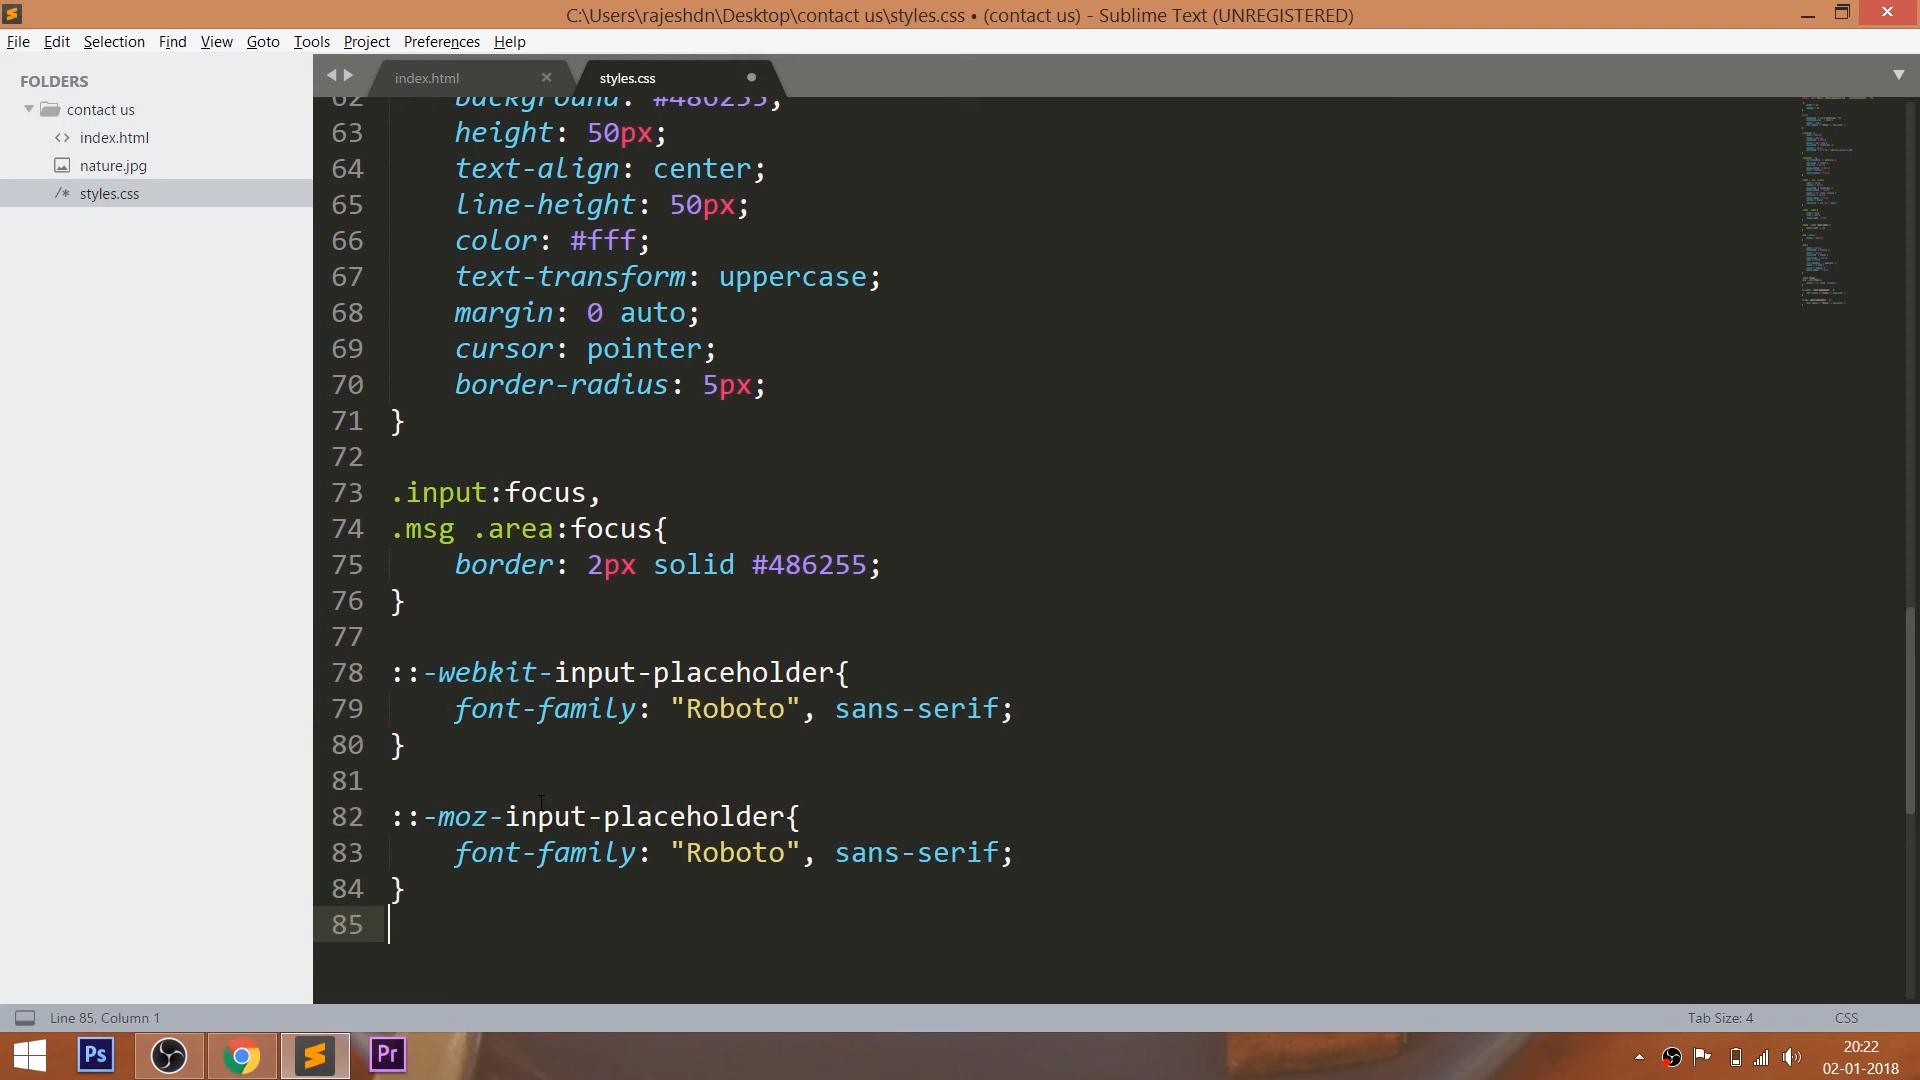 C:\Users\rajeshdn\Desktop\contact us\styles.css • (contact us) - Sublime Text (UNREGISTERED)
File Edit Selection Find View Goto Tools Project Preferences Help
FOLDERS
contact us
<> index.html
nature.jpg
/* styles.css
index.html ×
styles.css
62 background: #486255;
63 height: 50px;
64 text-align: center;
65 line-height: 50px;
66 color: #fff;
67 text-transform: uppercase;
68 margin: 0 auto;
69 cursor: pointer;
70 border-radius: 5px;
71 }
72
73 .input:focus,
74 .msg .area:focus{
75 border: 2px solid #486255;
76 }
77
78 ::-webkit-input-placeholder{
79 font-family: "Roboto", sans-serif;
80 }
81
82 ::-moz-input-placeholder{
83 font-family: "Roboto", sans-serif;
84 }
85
Line 85, Column 1
Tab Size: 4
CSS
Ps
Pr
20:22
02-01-2018